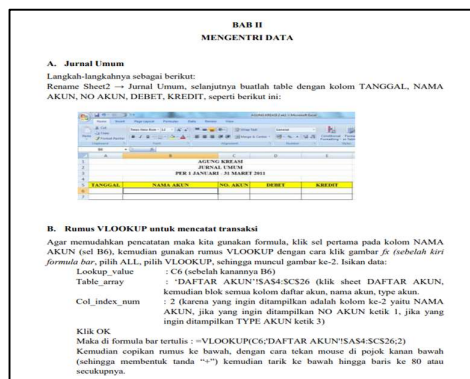 BAB II
MENGENTRI DATA
A. Jurnal Umum
Langkah-langkahnya sebagai berikut:
Rename Sheet2 → Jurnal Umum, selanjutnya buatlah table dengan kolom TANGGAL, NAMA
AKUN, NO AKUN, DEBET, KREDIT, seperti berikut ini:
AGUNG KREASI
JURNAL UMUM
PER 1 JANUARI - 31 MARET 2011
TANGGAL NAMA AKUN NO. AKUN DEBET KREDIT
B. Rumus VLOOKUP untuk mencatat transaksi
Agar memudahkan pencatatan maka kita gunakan formula, klik sel pertama pada kolom NAMA
AKUN (sel B6), kemudian gunakan rumus VLOOKUP dengan cara klik gambar fx (sebelah kiri
formula bar, pilih ALL, pilih VLOOKUP, sehingga muncul gambar ke-2. Isikan data:
Lookup_value : C6 (sebelah kanannya B6)
Table_array : ‘DAFTAR AKUN’!$A$4:$C$26 (klik sheet DAFTAR AKUN,
kemudian blok semua kolom daftar akun, nama akun, type akun.
Col_index_num : 2 (karena yang ingin ditampilkan adalah kolom ke-2 yaitu NAMA
AKUN, jika yang ingin ditampilkan NO AKUN ketik 1, jika yang
ingin ditampilkan TYPE AKUN ketik 3)
Klik OK
Maka di formula bar tertulis : =VLOOKUP(C6;'DAFTAR AKUN'!$A$4:$C$26;2)
Kemudian copikan rumus ke bawah, dengan cara tekan mouse di pojok kanan bawah
(sehingga membentuk tanda “+”) kemudian tarik ke bawah hingga baris ke 80 atau
secukupnya.